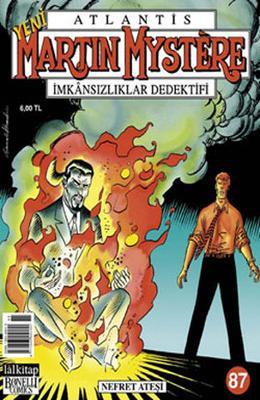 ATLANTİS
YENİ
MARTIN MYSTÈRE
İMKÂNSIZLIKLAR DEDEKTİFİ
6,00 TL
lâlkitap
BONELLI
COMICS
NEFRET ATEŞİ
87